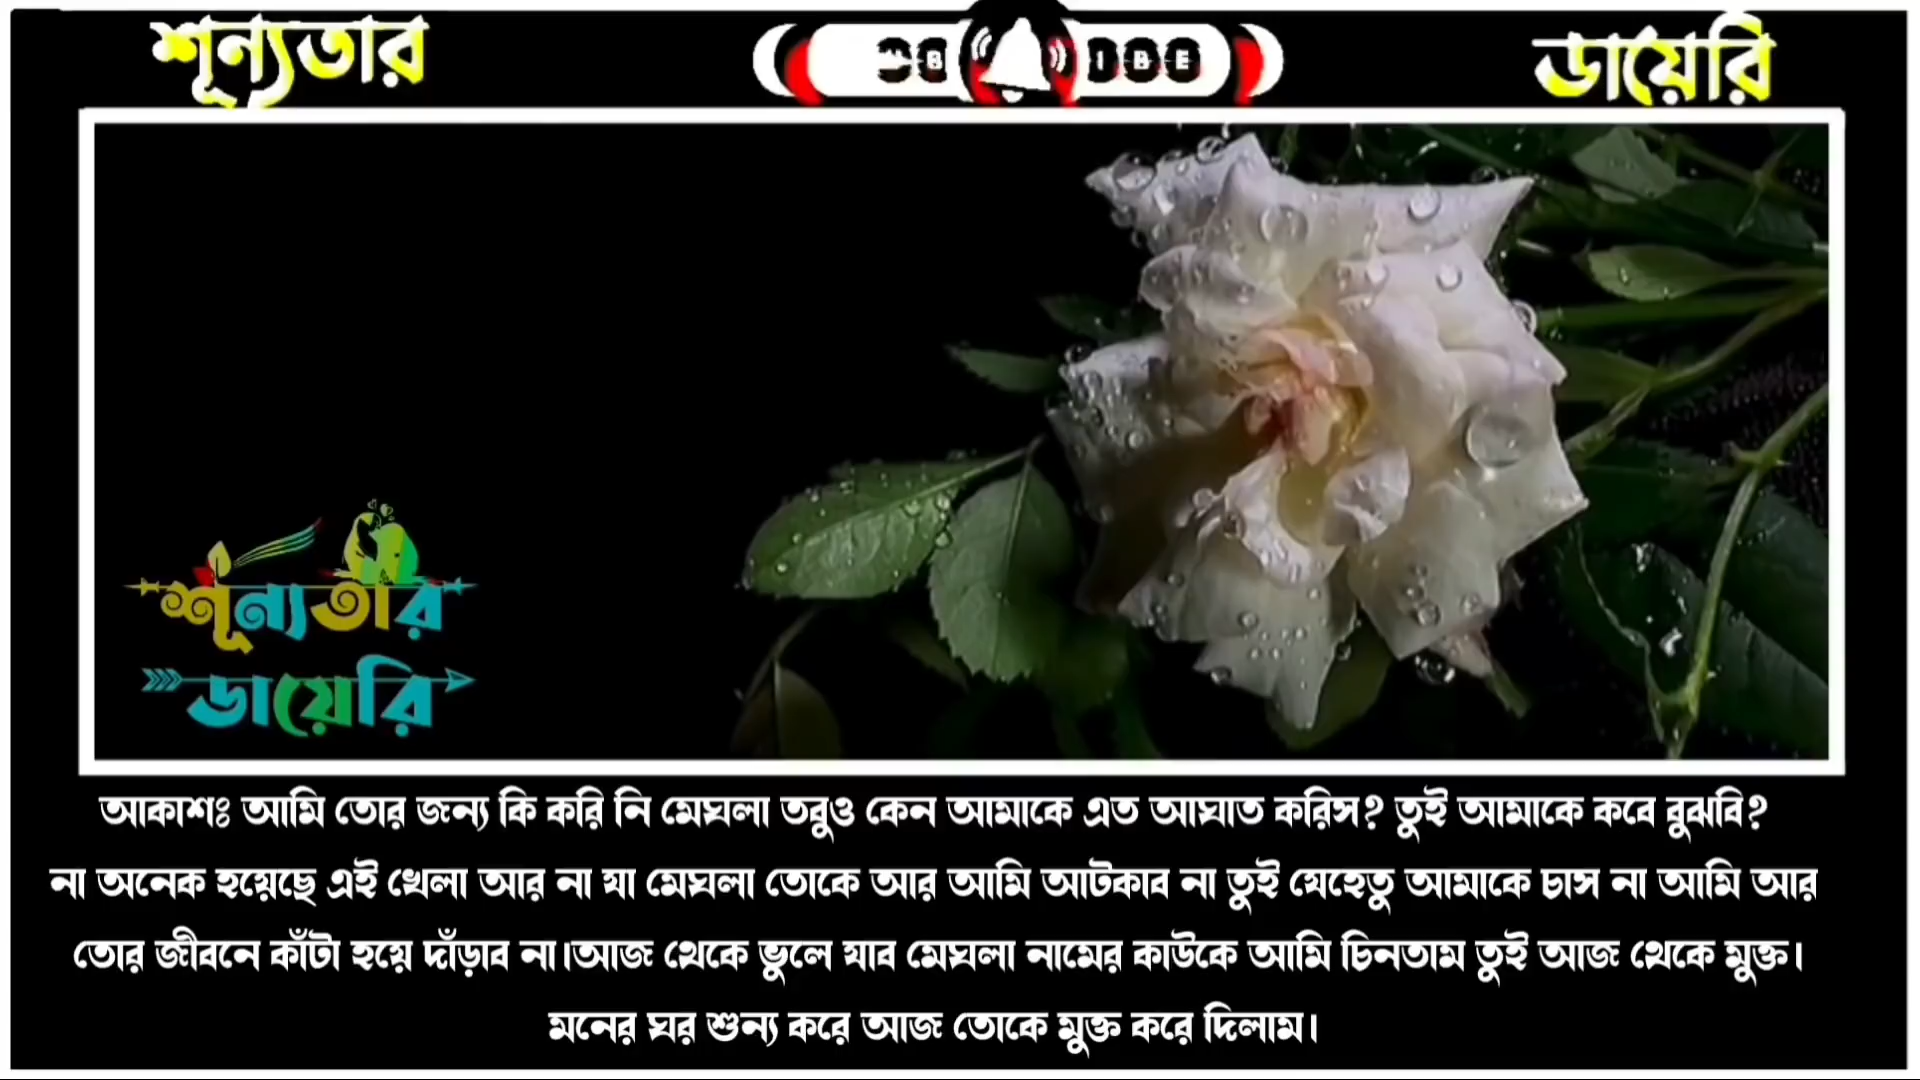 শূন্যতার
ডায়েরি
শূন্যতার
ডায়েরি
আকাশঃ আমি তোর জন্য কি করি নি মেঘলা তবুও কেন আমাকে এত আঘাত করিস? তুই আমাকে কবে বুঝবি?
না অনেক হয়েছে এই খেলা আর না যা মেঘলা তোকে আর আমি আটকাব না তুই যেহেতু আমাকে চাস না আমি আর
তোর জীবনে কাঁটা হয়ে দাঁড়াব না।আজ থেকে ভুলে যাব মেঘলা নামের কাউকে আমি চিনতাম তুই আজ থেকে মুক্ত।
মনের ঘর শুন্য করে আজ তোকে মুক্ত করে দিলাম।